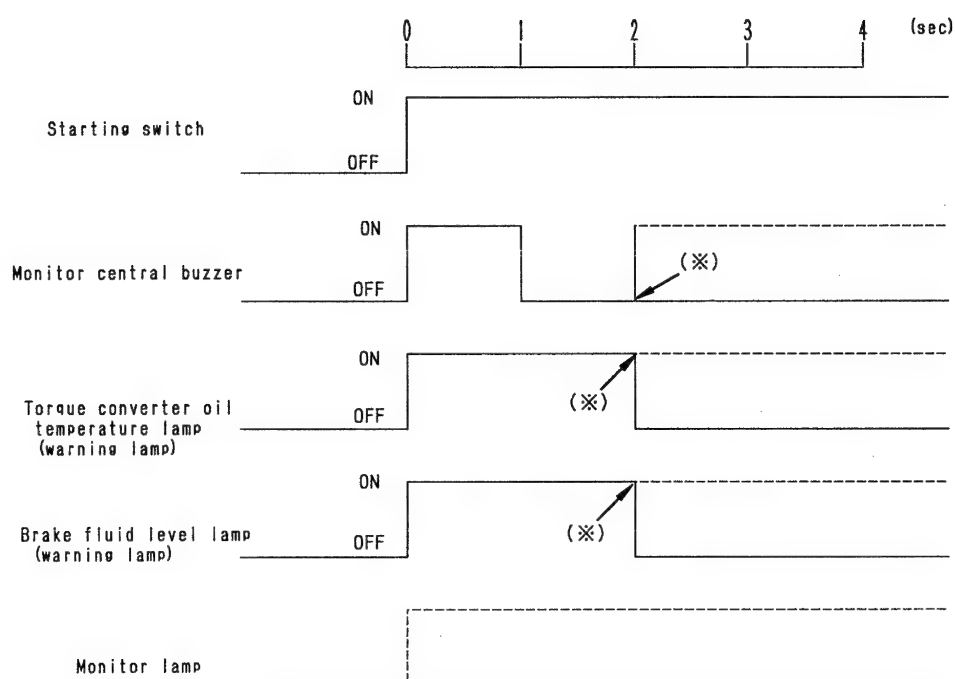 0 1 2 3 4 (sec)
ON
Starting switch
OFF
ON
(※)
Monitor central buzzer
OFF
ON
(※)
Torque converter oil
OFF
temperature lamp
(warning lamp)
ON
Brake fluid level lamp
(※)
OFF
(warning lamp)
Monitor lamp